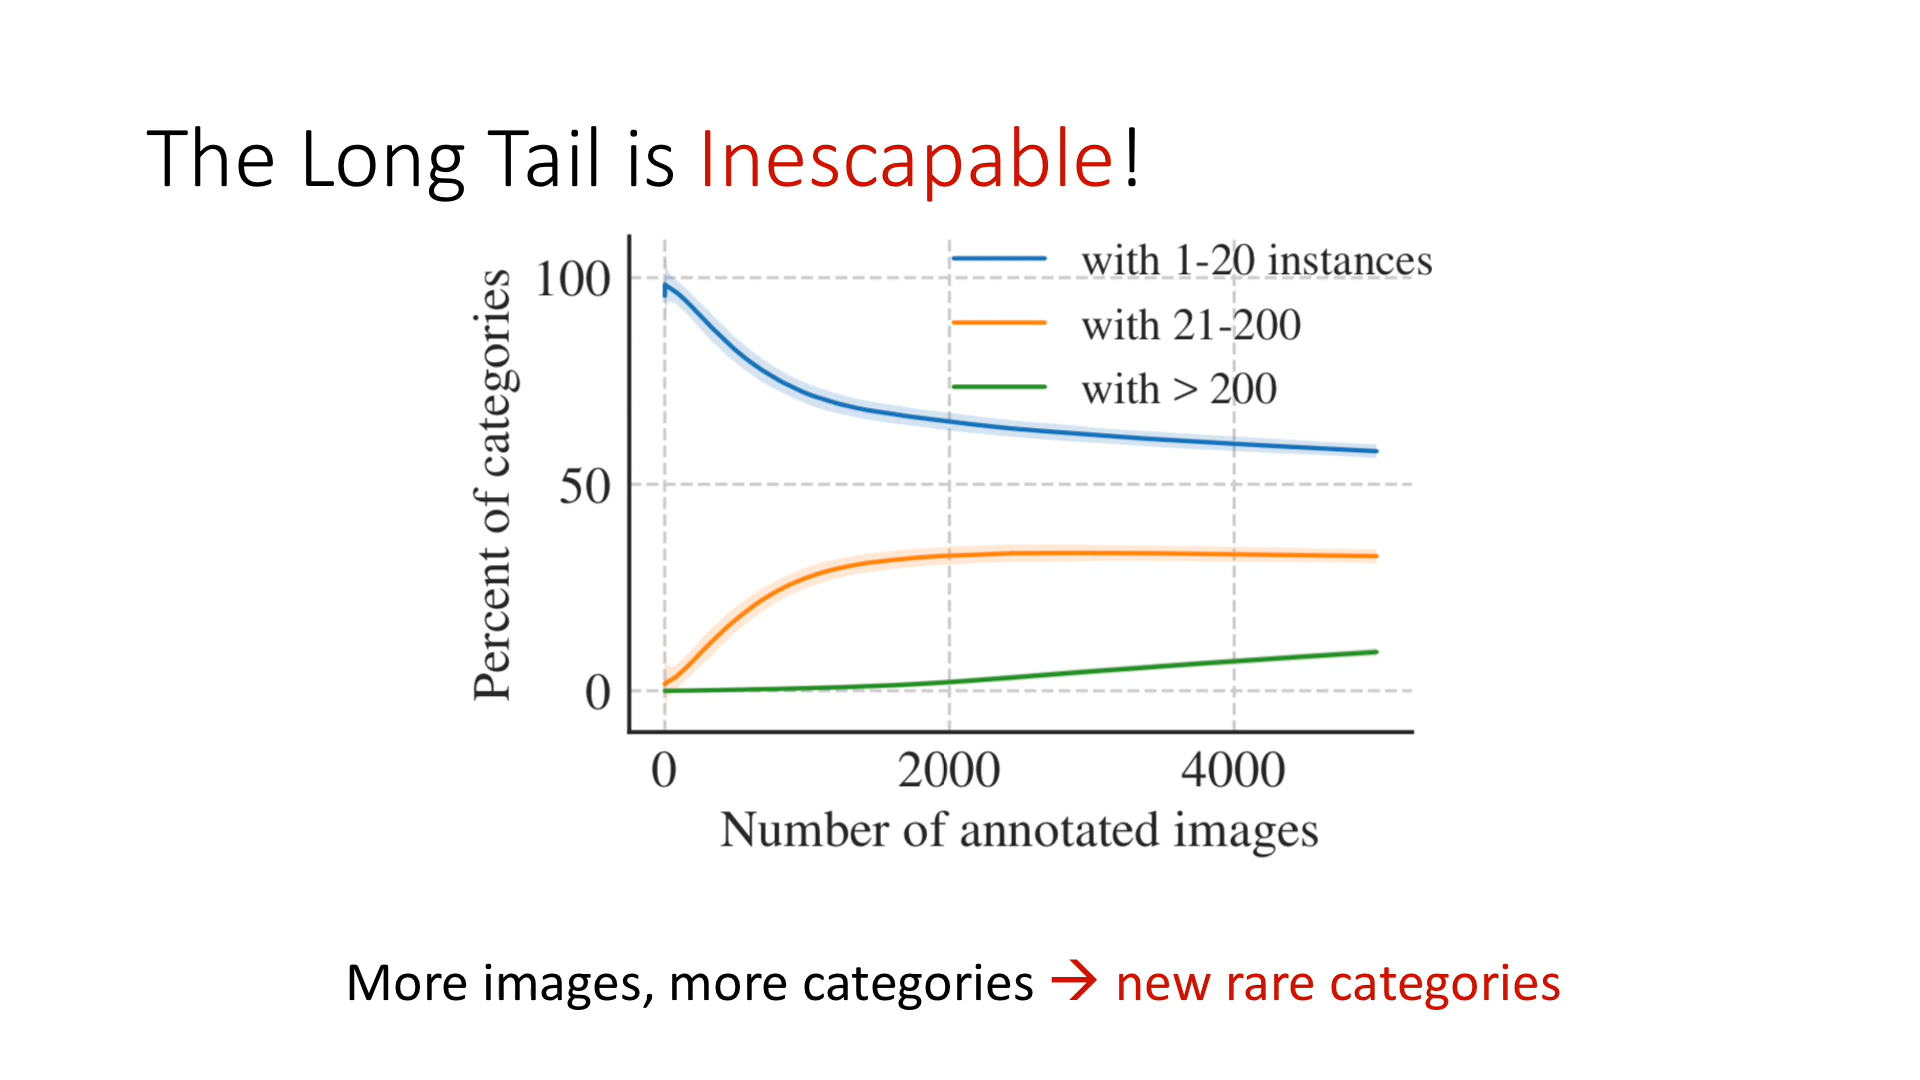 The Long Tail is Inescapable!
with 1-20 instances
with 21-200
with > 200
Percent of categories
100
50
0
0 2000 4000
Number of annotated images
More images, more categories → new rare categories